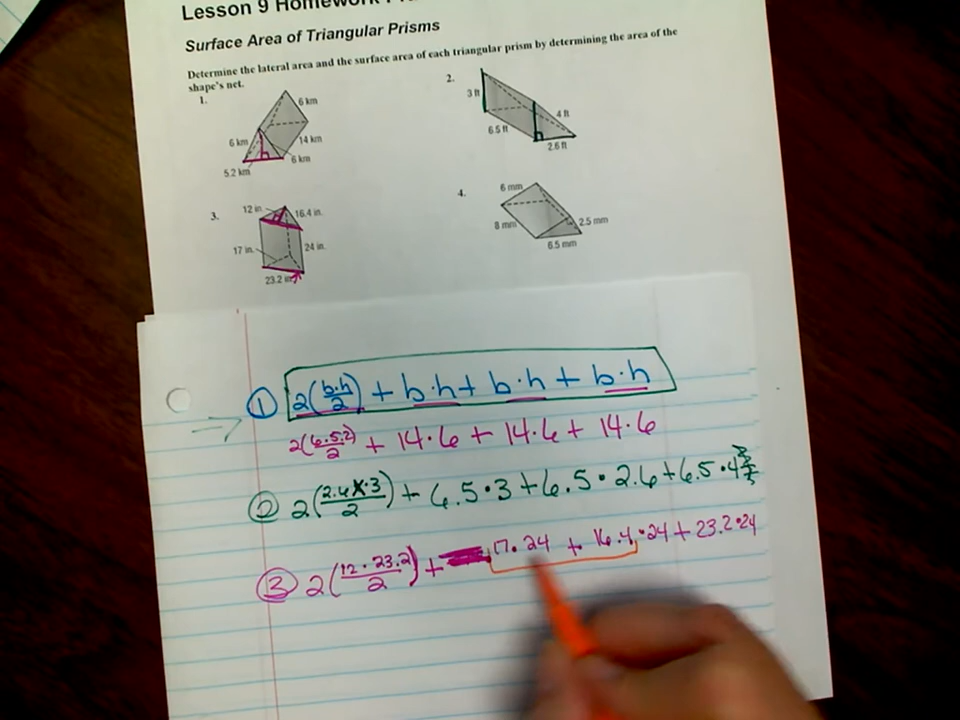 Lesson 9 Homework
Surface Area of Triangular Prisms
Determine the lateral area and the surface area of each triangular prism by determining the area of the
shape's net.
1.
6 km
6 km
14 km
6 km
5.2 km
2.
3 ft
4 ft
6.5 ft
2.6 ft
3.
12 in.
16.4 in.
17 in.
24 in.
23.2 in.
4.
6 mm
8 mm
2.5 mm
6.5 mm
① 2(b·h/2) + b·h + b·h + b·h
2(6·5.2/2) + 14·6 + 14·6 + 14·6
② 2(2.6·3/2) + 6.5·3 + 6.5·2.6 + 6.5·4
③ 2(12·23.2/2) + 17·24 + 16.4·24 + 23.2·24